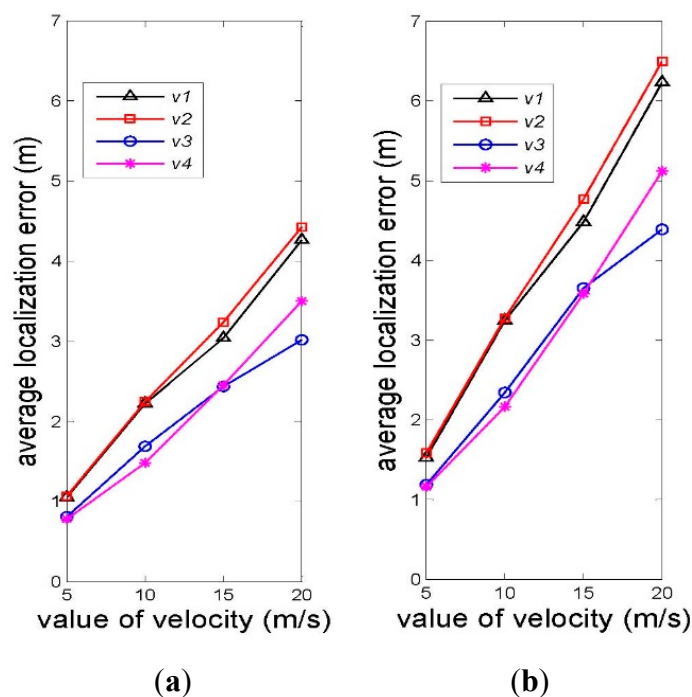 7
6
5
4
3
2
1
0
average localization error (m)
v1
v2
v3
v4
5 10 15 20
value of velocity (m/s)
(a)
7
6
5
4
3
2
1
0
average localization error (m)
v1
v2
v3
v4
5 10 15 20
value of velocity (m/s)
(b)